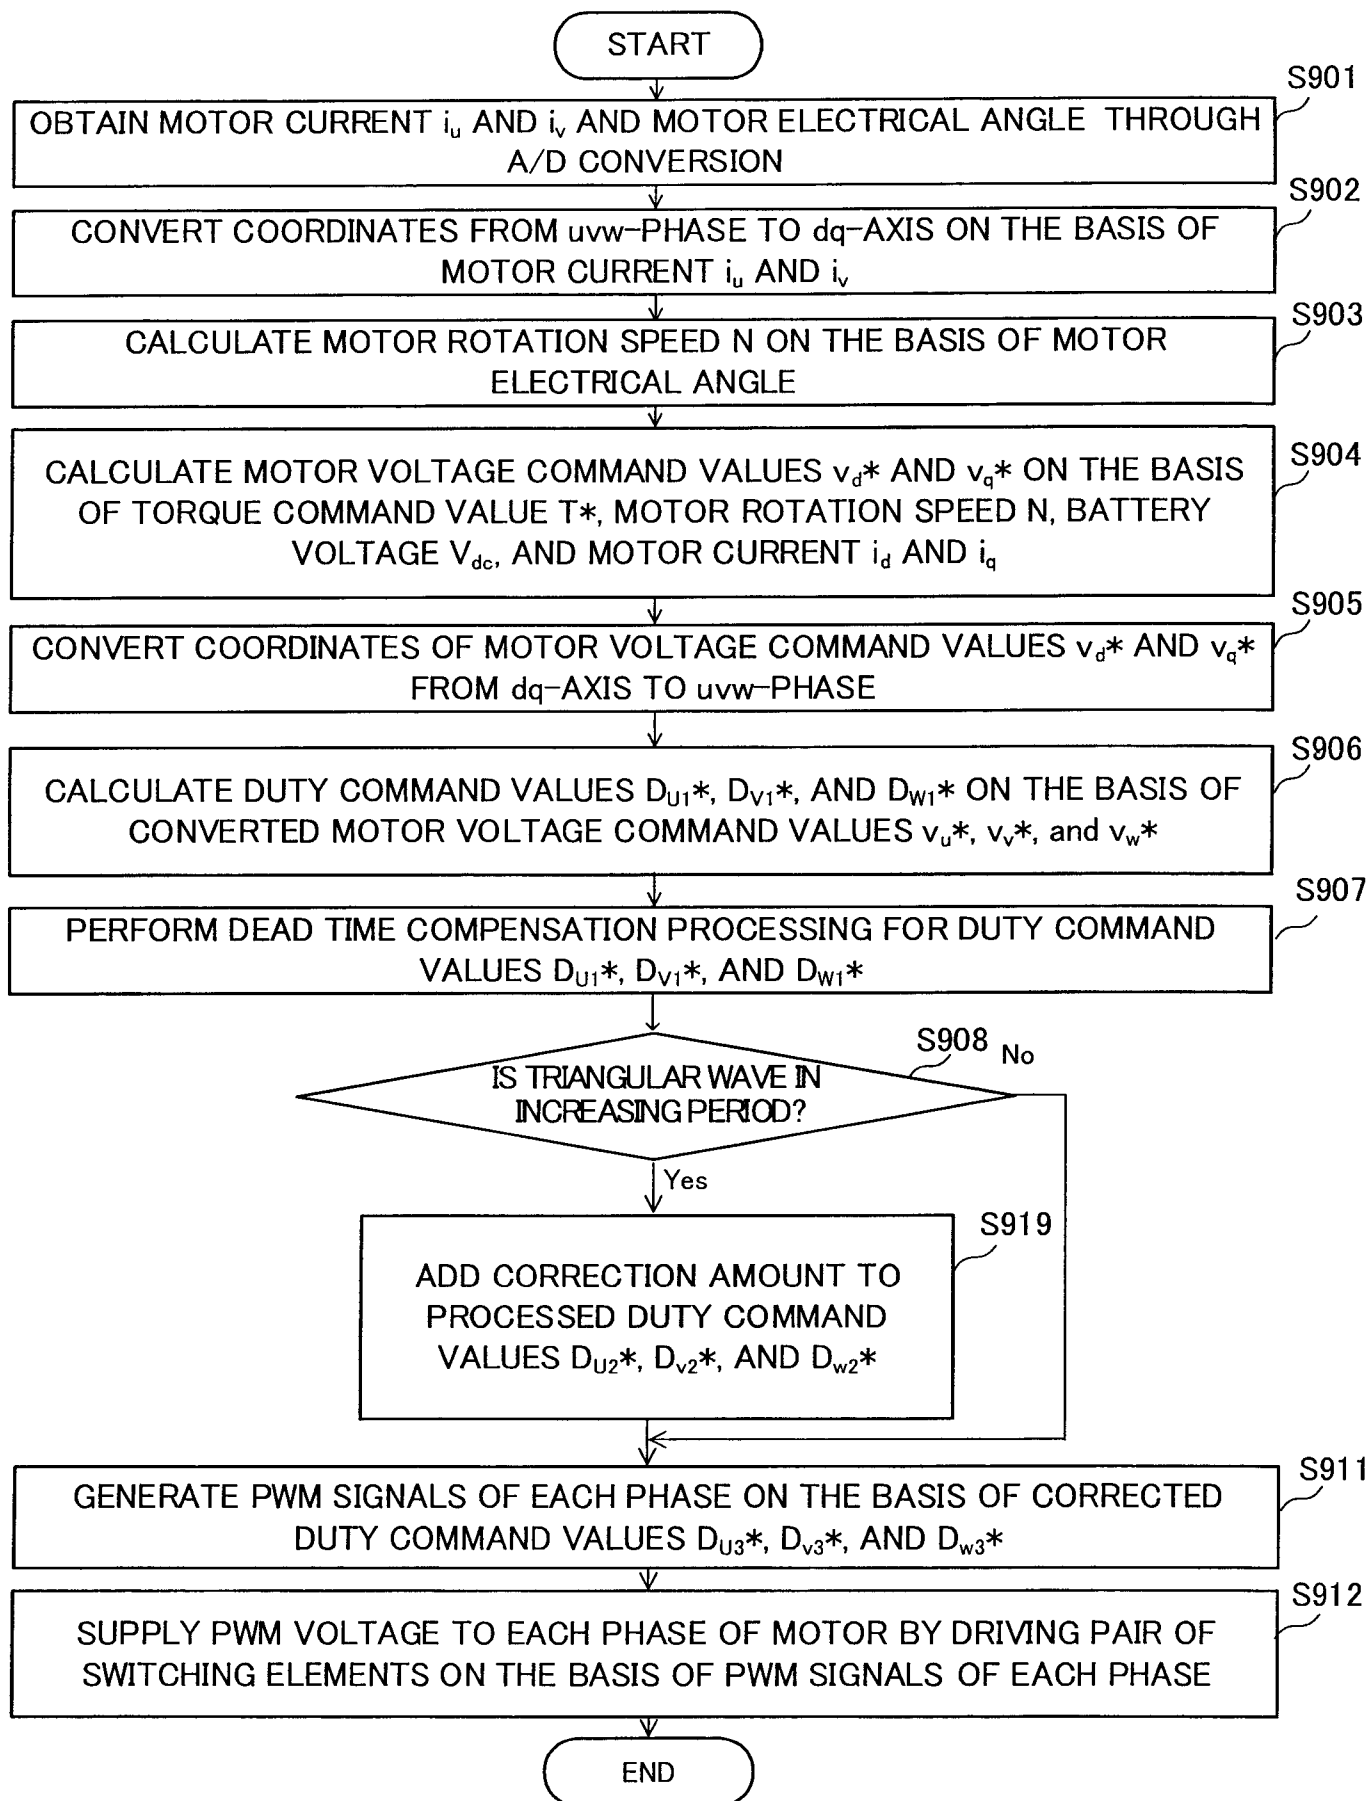 START
S901
OBTAIN MOTOR CURRENT iu AND iv AND MOTOR ELECTRICAL ANGLE THROUGH
A/D CONVERSION
S902
CONVERT COORDINATES FROM uvw-PHASE TO dq-AXIS ON THE BASIS OF
MOTOR CURRENT iu AND iv
S903
CALCULATE MOTOR ROTATION SPEED N ON THE BASIS OF MOTOR
ELECTRICAL ANGLE
S904
CALCULATE MOTOR VOLTAGE COMMAND VALUES vd* AND vq* ON THE BASIS
OF TORQUE COMMAND VALUE T*, MOTOR ROTATION SPEED N, BATTERY
VOLTAGE Vdc, AND MOTOR CURRENT id AND iq
S905
CONVERT COORDINATES OF MOTOR VOLTAGE COMMAND VALUES vd* AND vq*
FROM dq-AXIS TO uvw-PHASE
S906
CALCULATE DUTY COMMAND VALUES DU1*, DV1*, AND DW1* ON THE BASIS OF
CONVERTED MOTOR VOLTAGE COMMAND VALUES vu*, vv*, and vw*
S907
PERFORM DEAD TIME COMPENSATION PROCESSING FOR DUTY COMMAND
VALUES DU1*, DV1*, AND DW1*
S908
No
IS TRIANGULAR WAVE IN
INCREASING PERIOD?
Yes
S919
ADD CORRECTION AMOUNT TO
PROCESSED DUTY COMMAND
VALUES DU2*, Dv2*, AND Dw2*
S911
GENERATE PWM SIGNALS OF EACH PHASE ON THE BASIS OF CORRECTED
DUTY COMMAND VALUES DU3*, Dv3*, AND Dw3*
S912
SUPPLY PWM VOLTAGE TO EACH PHASE OF MOTOR BY DRIVING PAIR OF
SWITCHING ELEMENTS ON THE BASIS OF PWM SIGNALS OF EACH PHASE
END